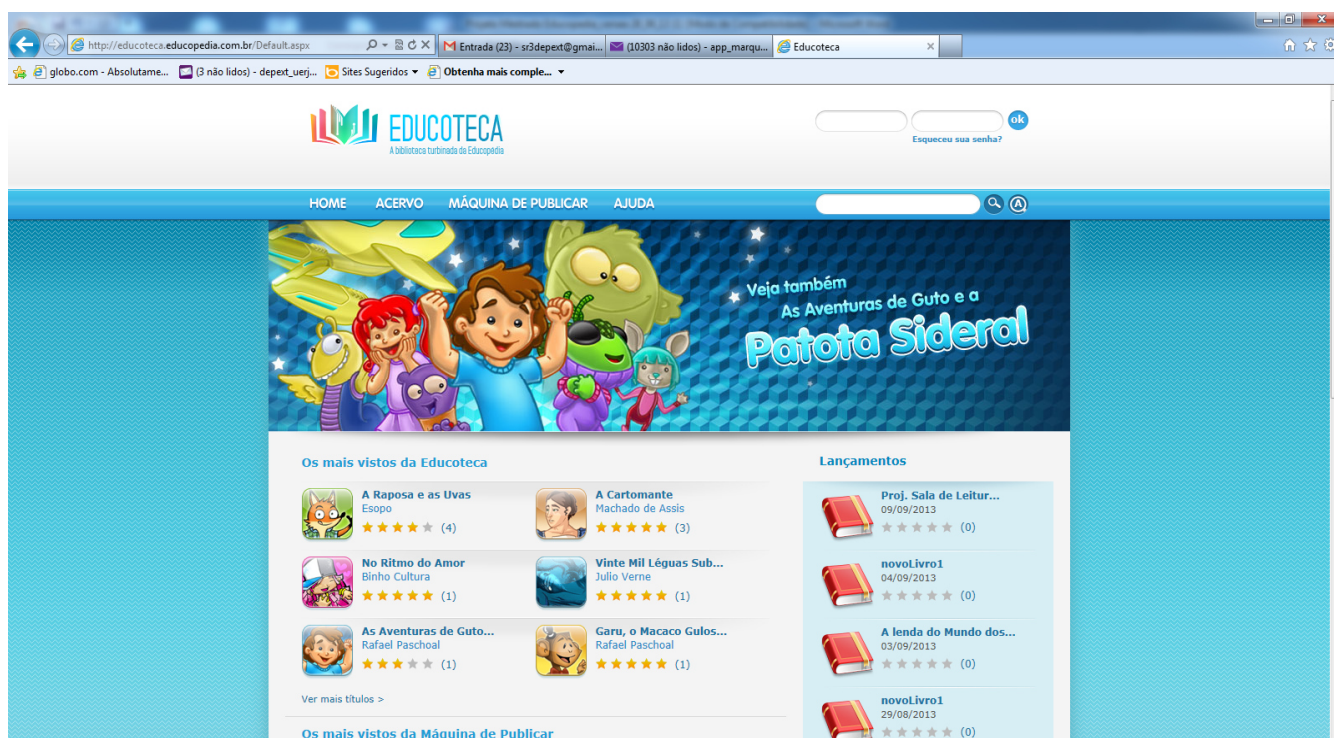 http://educoteca.educopedia.com.br/Default.aspx
Entrada (23) - sr3depext@gmai...
(10303 não lidos) - app_marqu...
Educoteca
globo.com - Absolutame...
(3 não lidos) - depext_uerj...
Sites Sugeridos
Obtenha mais comple...
EDUCOTECA
A biblioteca turbinada da Educopédia
ok
Esqueceu sua senha?
HOME
ACERVO
MÁQUINA DE PUBLICAR
AJUDA
A
Veja também
As Aventuras de Guto e a
Patota Sideral
Os mais vistos da Educoteca
A Raposa e as Uvas
Esopo
(4)
A Cartomante
Machado de Assis
(3)
No Ritmo do Amor
Binho Cultura
(1)
Vinte Mil Léguas Sub...
Julio Verne
(1)
As Aventuras de Guto...
Rafael Paschoal
(1)
Garu, o Macaco Gulos...
Rafael Paschoal
(1)
Ver mais títulos >
Os mais vistos da Máquina de Publicar
Lançamentos
Proj. Sala de Leitur...
09/09/2013
(0)
novoLivro1
04/09/2013
(0)
A lenda do Mundo dos...
03/09/2013
(0)
novoLivro1
29/08/2013
(0)